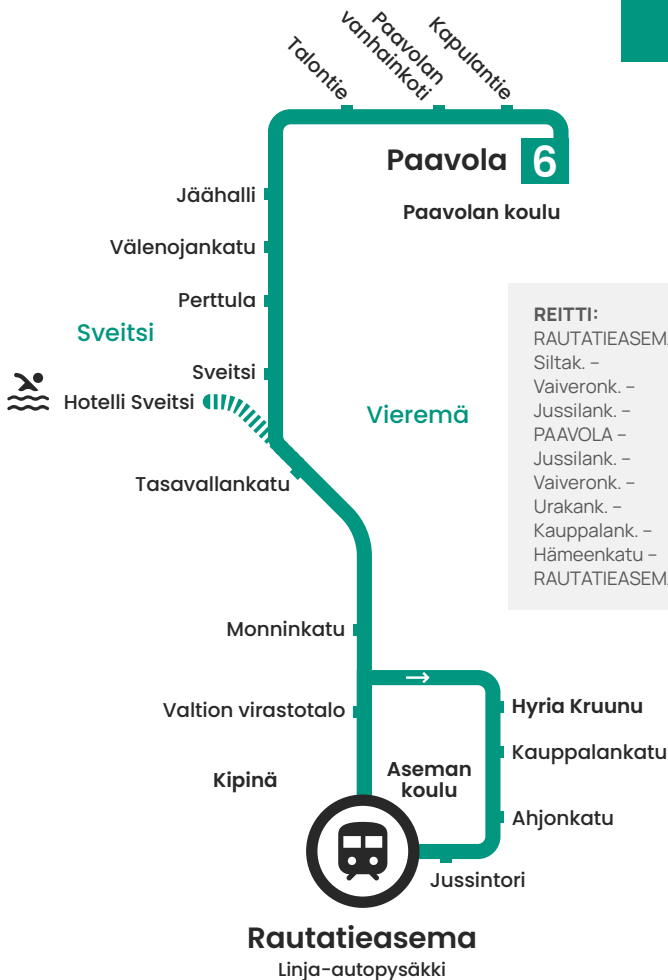 Talontie
Paavolan
vanhainkoti
Kapulantie
Paavola 6
Paavolan koulu
Jäähalli
Välenojankatu
Perttula
Sveitsi
Sveitsi
Hotelli Sveitsi
Vieremä
Tasavallankatu
REITTI:
RAUTATIEASEMA
Siltak. –
Vaiveronk. –
Jussilank. –
PAAVOLA –
Jussilank. –
Vaiveronk. –
Urakank. –
Kauppalank. –
Hämeenkatu –
RAUTATIEASEMA
Monninkatu
→
Valtion virastotalo
Hyria Kruunu
Kauppalankatu
Kipinä
Aseman
koulu
Ahjonkatu
Jussintori
Rautatieasema
Linja-autopysäkki